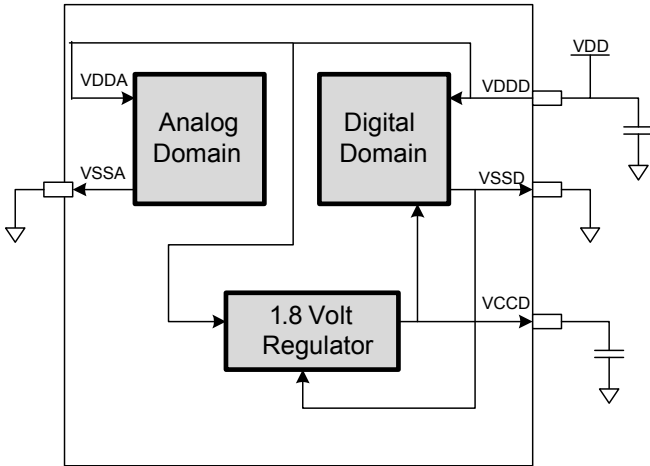 VDD
VDDA
VDDD
Analog
Domain
Digital
Domain
VSSA
VSSD
1.8 Volt
Regulator
VCCD